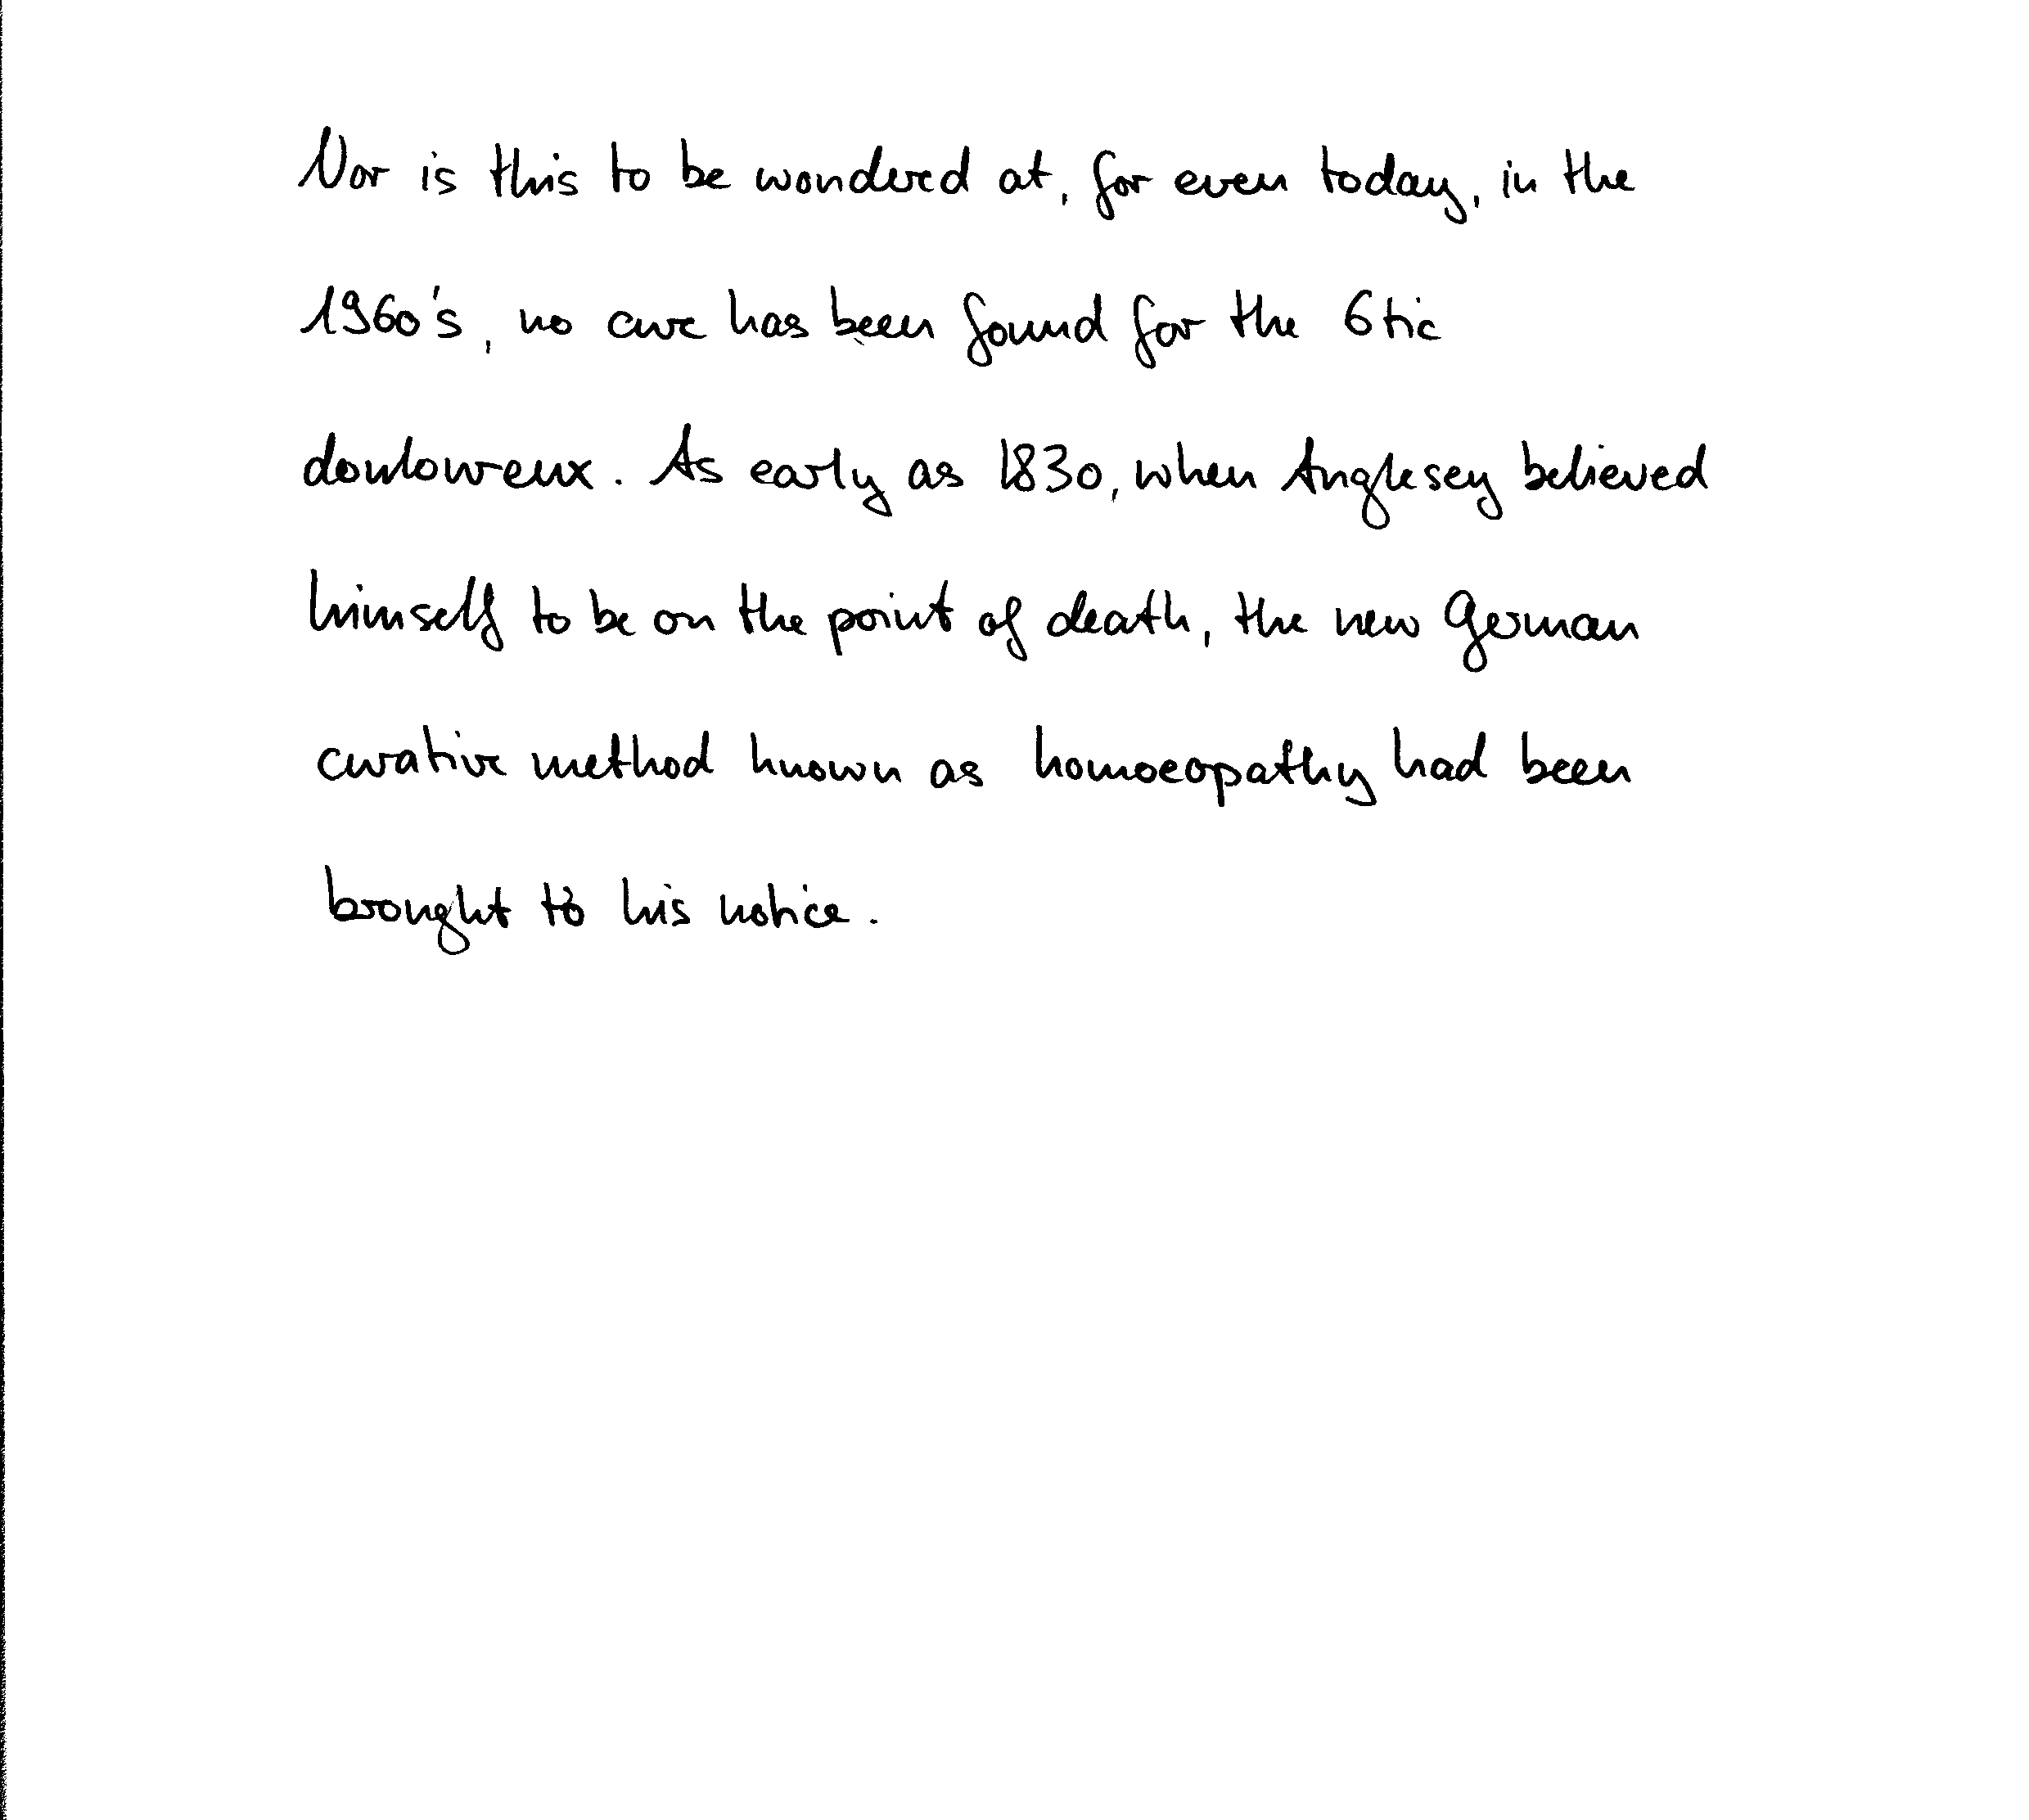 Nor is this to be wondered at, for even today, in the
1960's, no cure has been found for the 6tic
douloureux. As early as 1830, when Anglesey believed
himself to be on the point of death, the new German
curative method known as homoeopathy had been
brought to his notice.